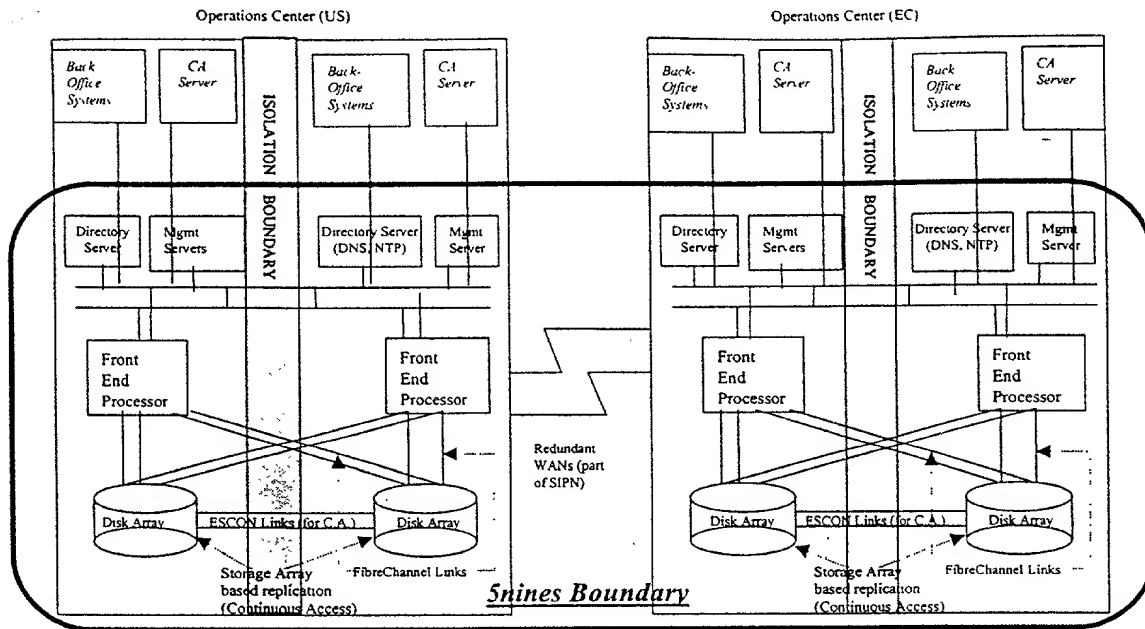 Operations Center (US)
Operations Center (EC)
Back
Office
Systems
CA
Server
ISOLATION BOUNDARY
Back-
Office
Systems
CA
Server
Back-
Office
Systems
CA
Server
ISOLATION BOUNDARY
Back
Office
Systems
CA
Server
Directory
Server
Mgmt
Servers
Directory Server
(DNS, NTP)
Mgmt
Server
Directory
Server
Mgmt
Servers
Directory Server
(DNS, NTP)
Mgmt
Server
Front
End
Processor
Front
End
Processor
Front
End
Processor
Front
End
Processor
Redundant
WANs (part
of SIPN)
Disk Array
ESCON Links (for C.A.)
Disk Array
Disk Array
ESCON Links (for C.A.)
Disk Array
Storage Array
based replication
(Continuous Access)
FibreChannel Links
5nines Boundary
Storage Array
based replication
(Continuous Access)
FibreChannel Links